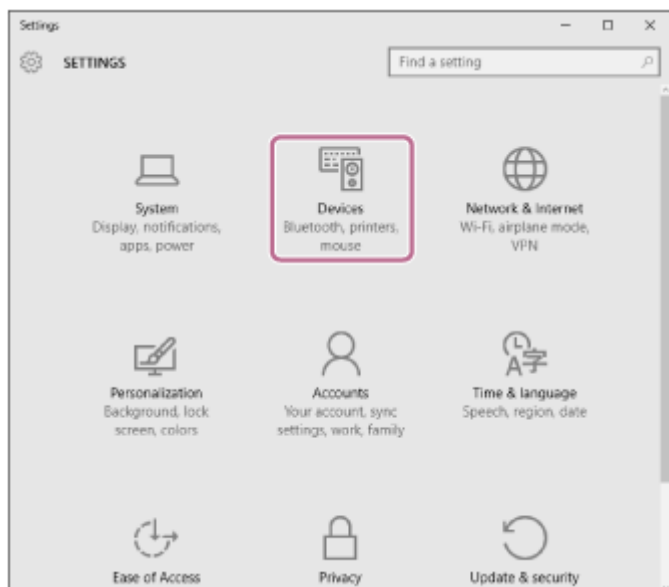 Settings
SETTINGS
Find a setting
System
Display, notifications,
apps, power
Devices
Bluetooth, printers,
mouse
Network & Internet
Wi-Fi, airplane mode,
VPN
Personalization
Background, lock
screen, colors
Accounts
Your account, sync
settings, work, family
A字
Time & language
Speech, region, date
Ease of Access
Privacy
Update & security